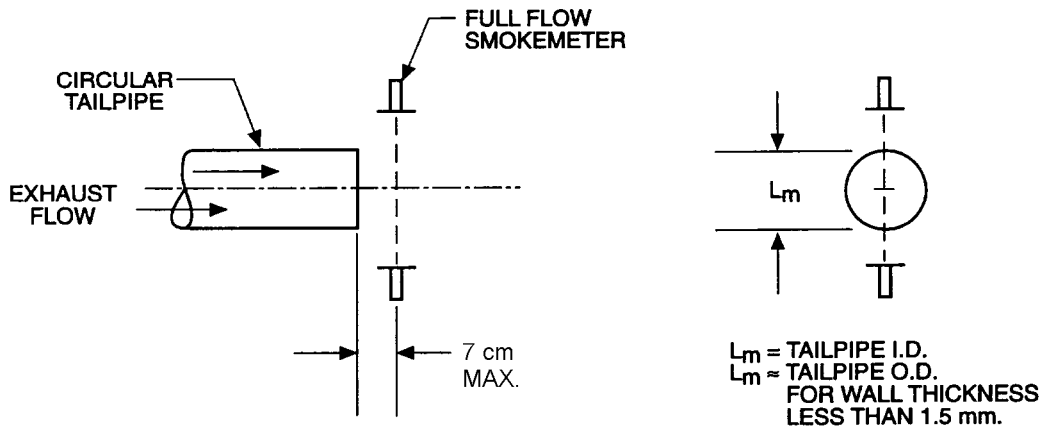 FULL FLOW
SMOKEMETER
CIRCULAR
TAILPIPE
EXHAUST
FLOW
7 cm
MAX.
Lm
Lm = TAILPIPE I.D.
Lm ≈ TAILPIPE O.D.
FOR WALL THICKNESS
LESS THAN 1.5 mm.